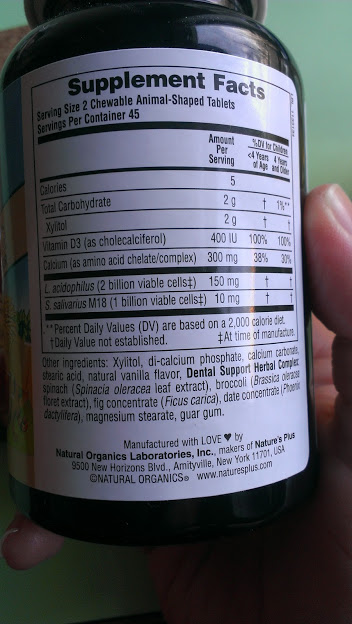 Supplement Facts
Serving Size 2 Chewable Animal-Shaped Tablets
Servings Per Container 45
Amount Per Serving %DV for Children <4 Years of Age 4 Years and Older
Calories 5
Total Carbohydrate 2 g † 1%**
Xylitol 2 g † †
Vitamin D3 (as cholecalciferol) 400 IU 100% 100%
Calcium (as amino acid chelate/complex) 300 mg 38% 30%
L. acidophilus (2 billion viable cells‡) 150 mg † †
S. salivarius M18 (1 billion viable cells‡) 10 mg † †
**Percent Daily Values (DV) are based on a 2,000 calorie diet.
†Daily Value not established. ‡At time of manufacture.
Other ingredients: Xylitol, di-calcium phosphate, calcium carbonate,
stearic acid, natural vanilla flavor, Dental Support Herbal Complex
spinach (Spinacia oleracea leaf extract), broccoli (Brassica oleracea
floret extract), fig concentrate (Ficus carica), date concentrate (Phoenix
dactylifera), magnesium stearate, guar gum.
Manufactured with LOVE ♥ by
Natural Organics Laboratories, Inc., makers of Nature's Plus
9500 New Horizons Blvd., Amityville, New York 11701, USA
©NATURAL ORGANICS® www.naturesplus.com